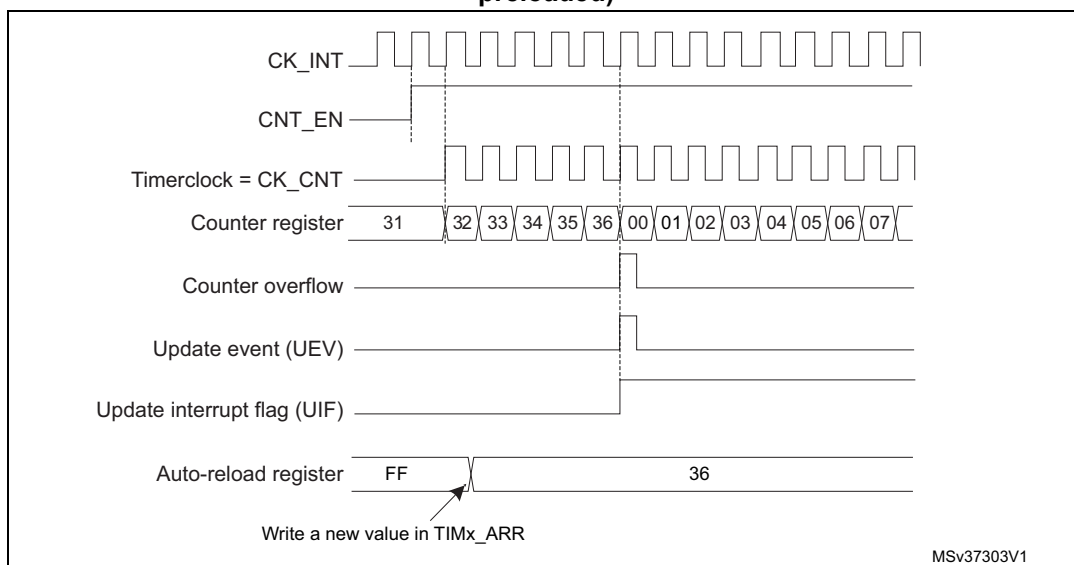 preloaded)
CK_INT
CNT_EN
Timerclock = CK_CNT
Counter register 31 32 33 34 35 36 00 01 02 03 04 05 06 07
Counter overflow
Update event (UEV)
Update interrupt flag (UIF)
Auto-reload register FF 36
Write a new value in TIMx_ARR
MSv37303V1